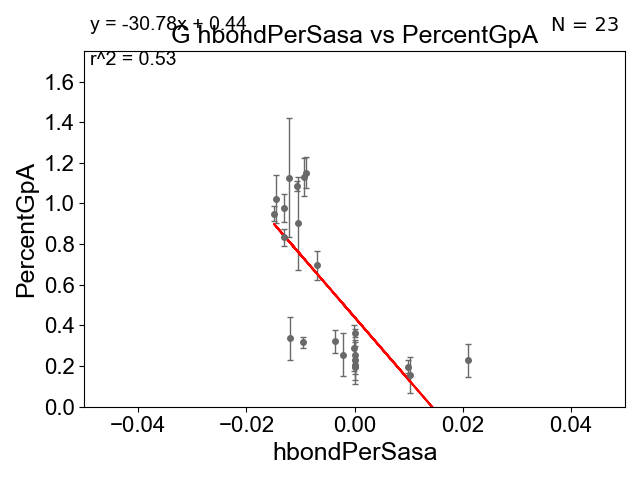 y = -30.78x + 0.44
G hbondPerSasa vs PercentGpA
N = 23
r^2 = 0.53
PercentGpA
1.6
1.4
1.2
1.0
0.8
0.6
0.4
0.2
0.0
−0.04 −0.02 0.00 0.02 0.04
hbondPerSasa